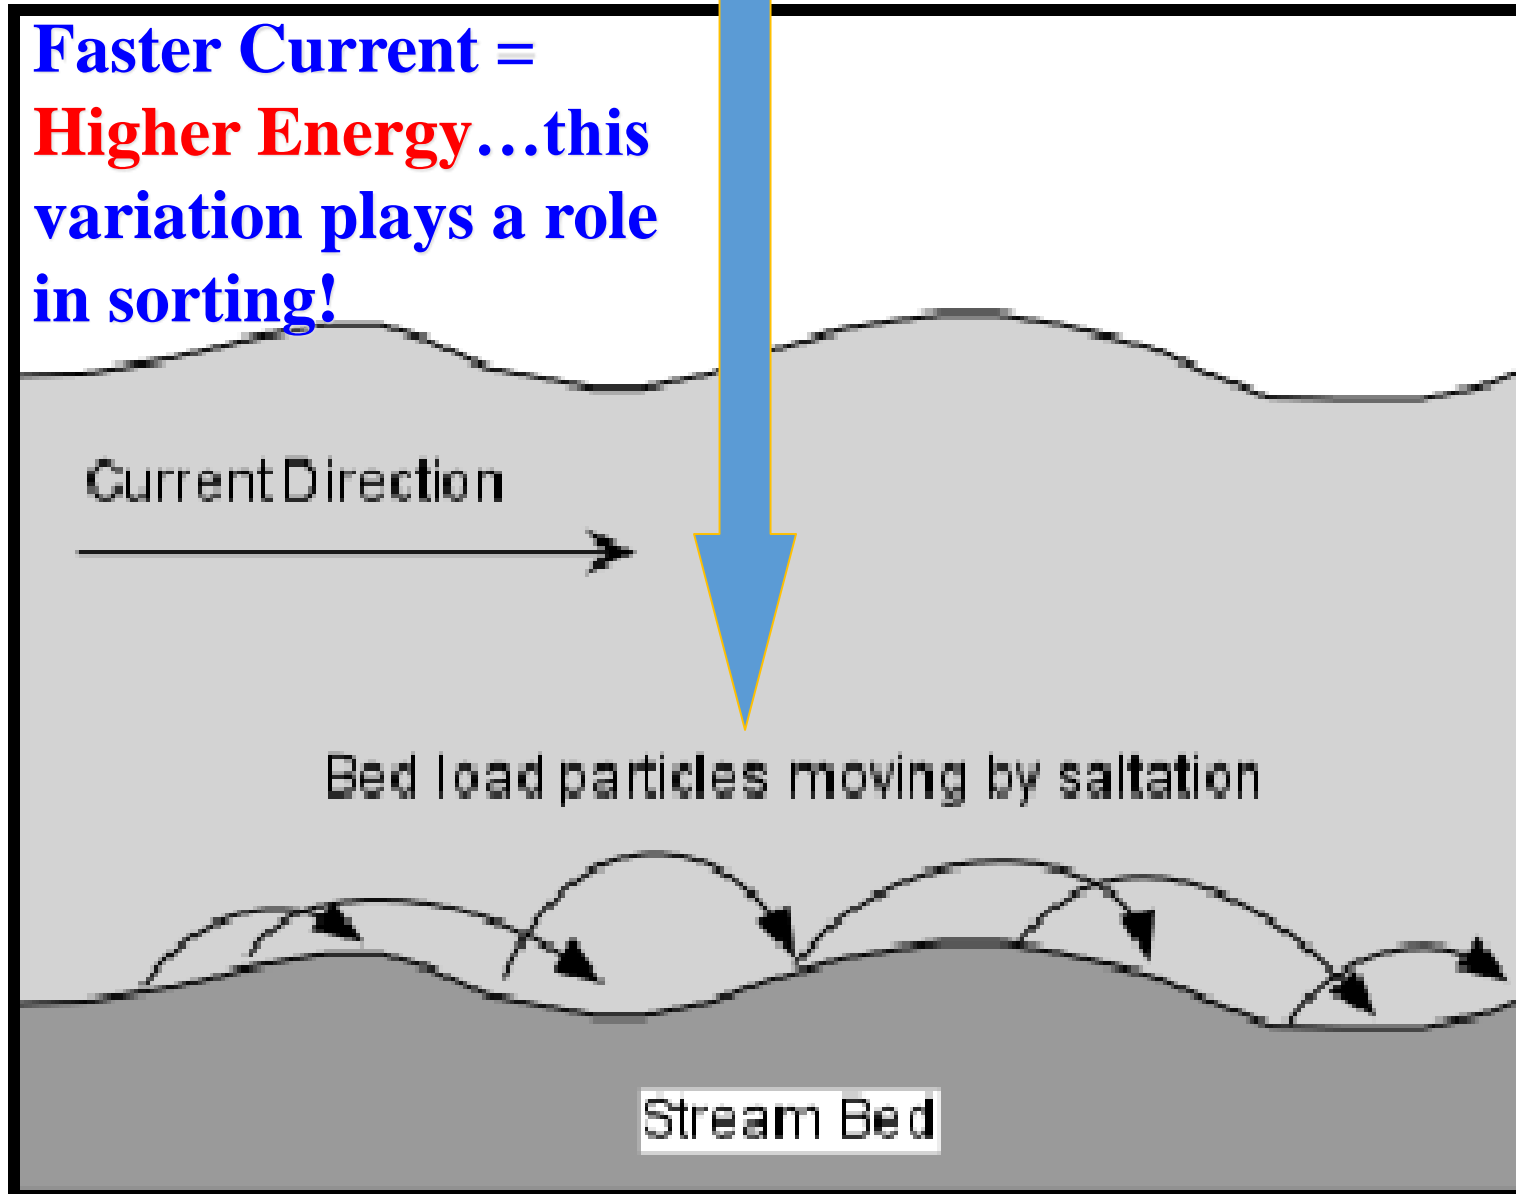 Faster Current =
Higher Energy…this
variation plays a role
in sorting!
Current Direction
Bed load particles moving by saltation
Stream Bed